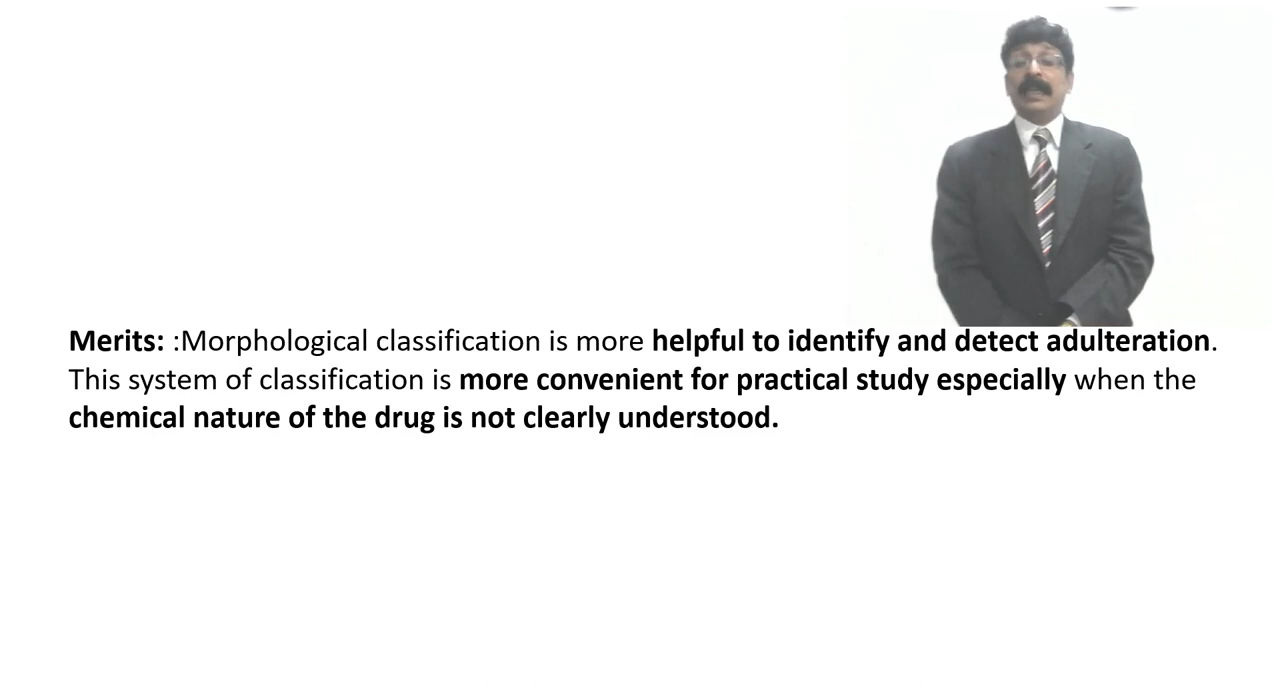 Merits: :Morphological classification is more helpful to identify and detect adulteration.
This system of classification is more convenient for practical study especially when the
chemical nature of the drug is not clearly understood.